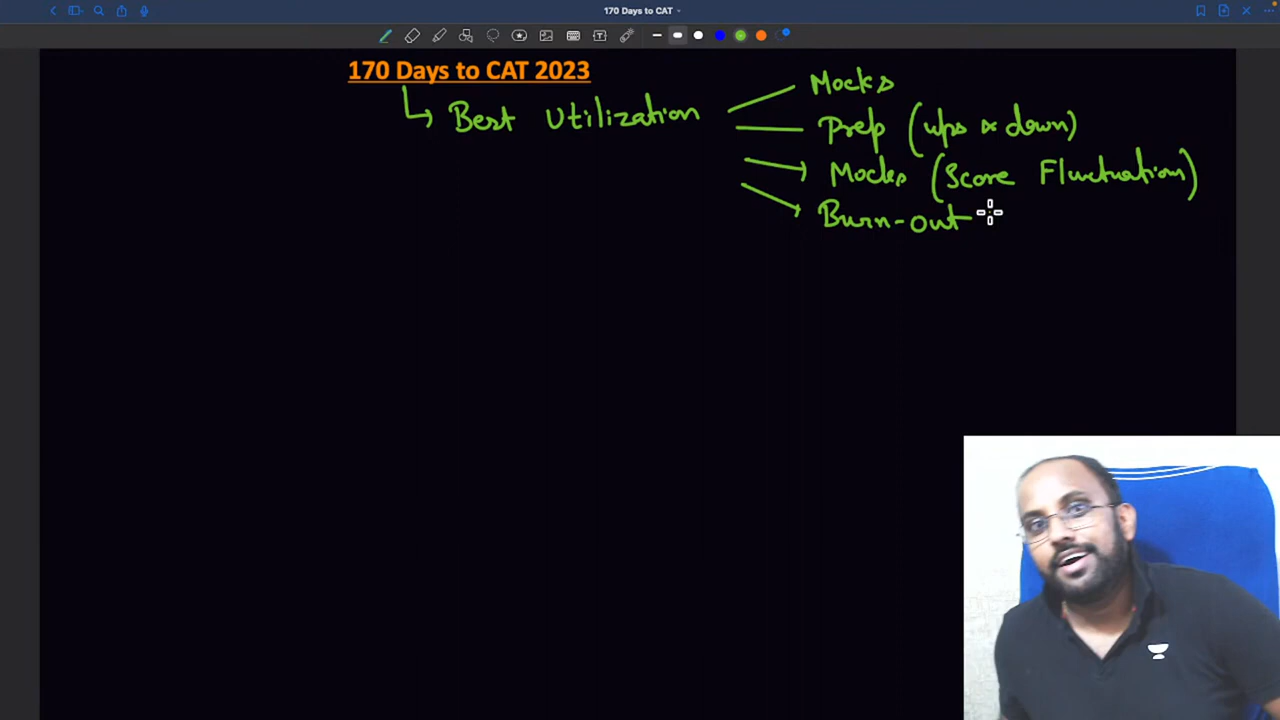 170 Days to CAT
170 Days to CAT 2023
Best Utilization
Mocks
Prep (ups & down)
Mocks (Score Fluctuation)
Burn-out